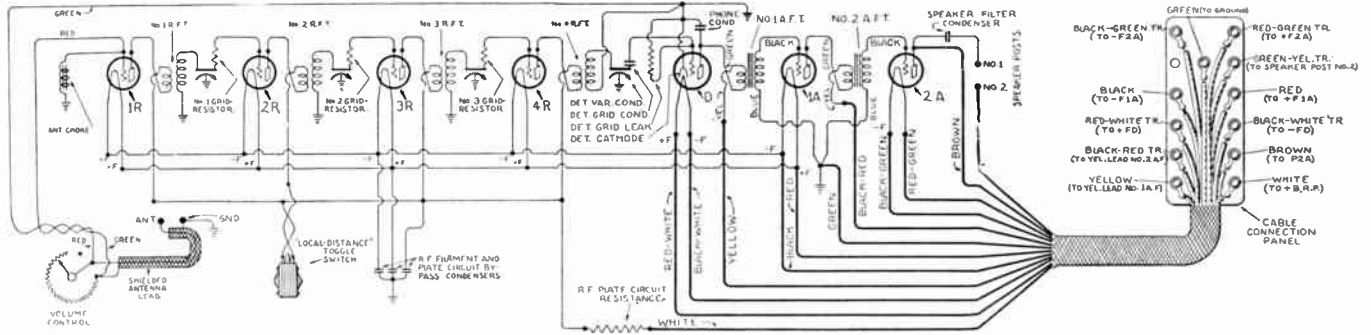 GREEN
RED
No 1 R.F.T.
No 2 R.F.T.
No 3 R.F.T.
PHONE
COND
GREEN
No. 1 A.F.T.
BLACK
GREEN
No. 2 A.F.T.
BLACK
SPEAKER FILTER
CONDENSER
No 1
No 2
SPEAKER POSTS.
ANT CHOKE
1R
No 1 GRID-
RESISTOR
2R
No 2 GRID-
RESISTOR
3R
No 3 GRID-
RESISTOR
4R
DET. VAR. COND
DET. GRID COND
DET. GRID LEAK
DET. CATHODE
D
YEL
BLUE
1A
YEL
BLUE
2A
-F
+F
-F
+F
-F
+F
-F
+F
+F
-F
-F
+F
-F
RED-WHITE
BLACK-WHITE
YELLOW
BLACK
RED
GREEN
BLACK-RED
BLACK-GREEN
RED-GREEN
BROWN
ANT
GND
RED
GREEN
SHIELDED
ANTENNA
LEAD
VOLUME
CONTROL
"LOCAL-DISTANCE"
TOGGLE
SWITCH
R F FILAMENT AND
PLATE CIRCUIT BY-
PASS CONDENSERS
R F PLATE CIRCUIT
RESISTANCE
WHITE
GREEN (TO GROUND)
BLACK-GREEN TR.
(TO -F2A)
RED-GREEN TR.
(TO +F2A)
GREEN-YEL. TR.
(TO SPEAKER POST NO.2)
BLACK
(TO -F1A)
RED
(TO +F1A)
RED-WHITE TR.
(TO +FD)
BLACK-WHITE TR
(TO -FD)
BLACK-RED TR.
(TO YEL. LEAD NO.2 A.F)
BROWN
(TO P2A)
YELLOW
(TO YEL. LEAD NO. 1 A.F)
WHITE
(TO + B.R.P.)
CABLE
CONNECTION
PANEL